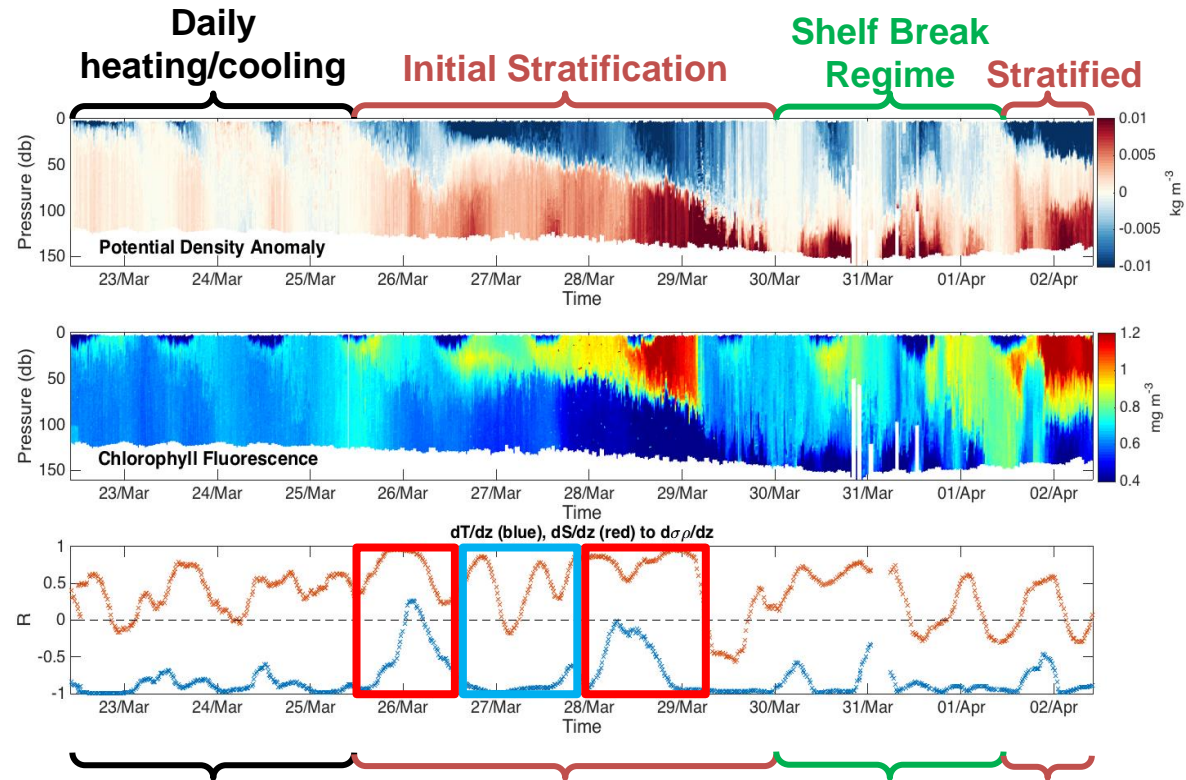 Daily
heating/cooling
Initial Stratification
Shelf Break
Regime
Stratified
Pressure (db)
0
50
100
150
Potential Density Anomaly
23/Mar 24/Mar 25/Mar 26/Mar 27/Mar 28/Mar 29/Mar 30/Mar 31/Mar 01/Apr 02/Apr
Time
0.01
0.005
0
-0.005
-0.01
kg m⁻³
Pressure (db)
0
50
100
150
Chlorophyll Fluorescence
23/Mar 24/Mar 25/Mar 26/Mar 27/Mar 28/Mar 29/Mar 30/Mar 31/Mar 01/Apr 02/Apr
Time
1.2
1
0.8
0.6
0.4
mg m⁻³
dT/dz (blue), dS/dz (red) to dσρ/dz
R
1
0.5
0
-0.5
-1
23/Mar 24/Mar 25/Mar 26/Mar 27/Mar 28/Mar 29/Mar 30/Mar 31/Mar 01/Apr 02/Apr
Time